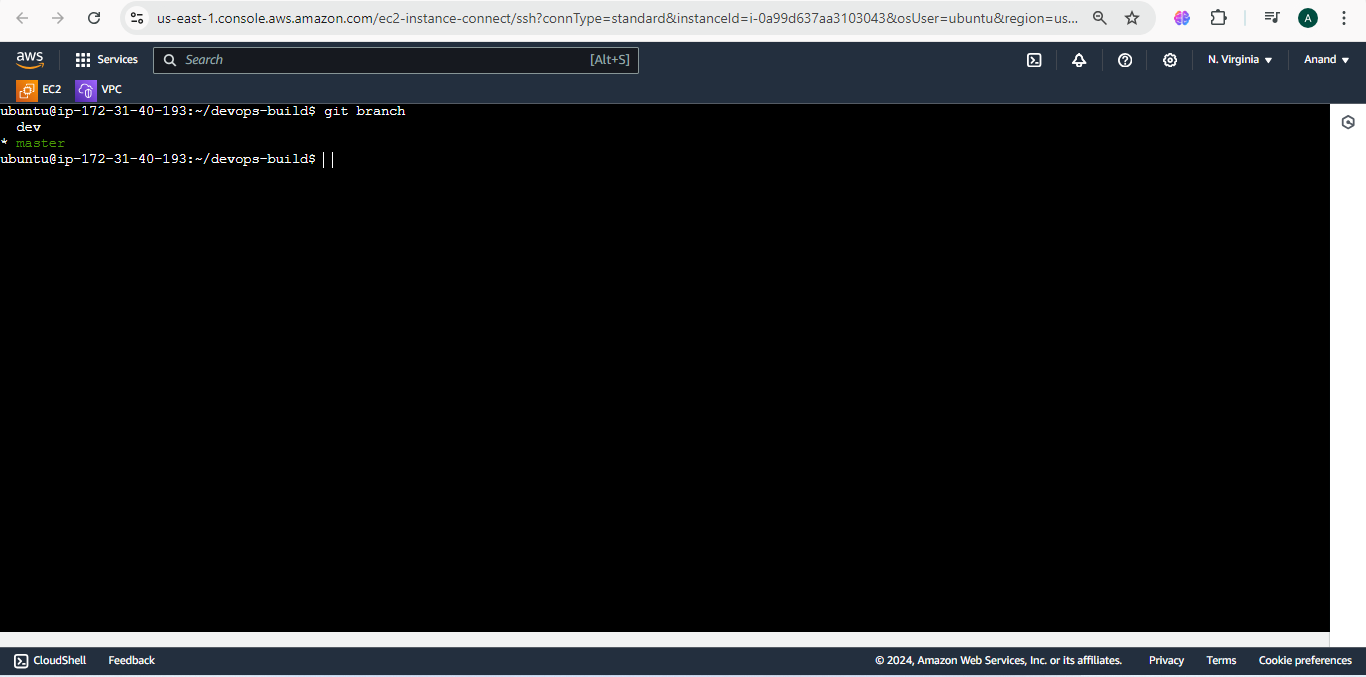 us-east-1.console.aws.amazon.com/ec2-instance-connect/ssh?connType=standard&instanceId=i-0a99d637aa3103043&osUser=ubuntu&region=us...
A
aws
Services
Search
[Alt+S]
N. Virginia
Anand
EC2
VPC
ubuntu@ip-172-31-40-193:~/devops-build$ git branch
  dev
* master
ubuntu@ip-172-31-40-193:~/devops-build$
CloudShell
Feedback
© 2024, Amazon Web Services, Inc. or its affiliates.
Privacy
Terms
Cookie preferences